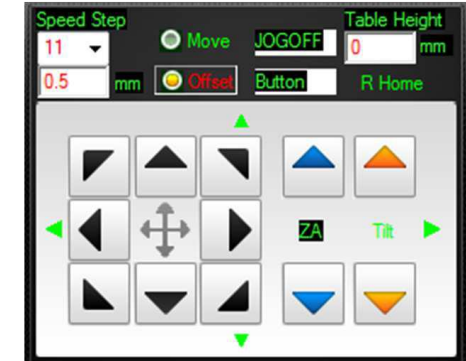 Speed Step
Table Height
11
Move
JOGOFF
0
mm
0.5
mm
Offset
Button
R Home
ZA
Tilt